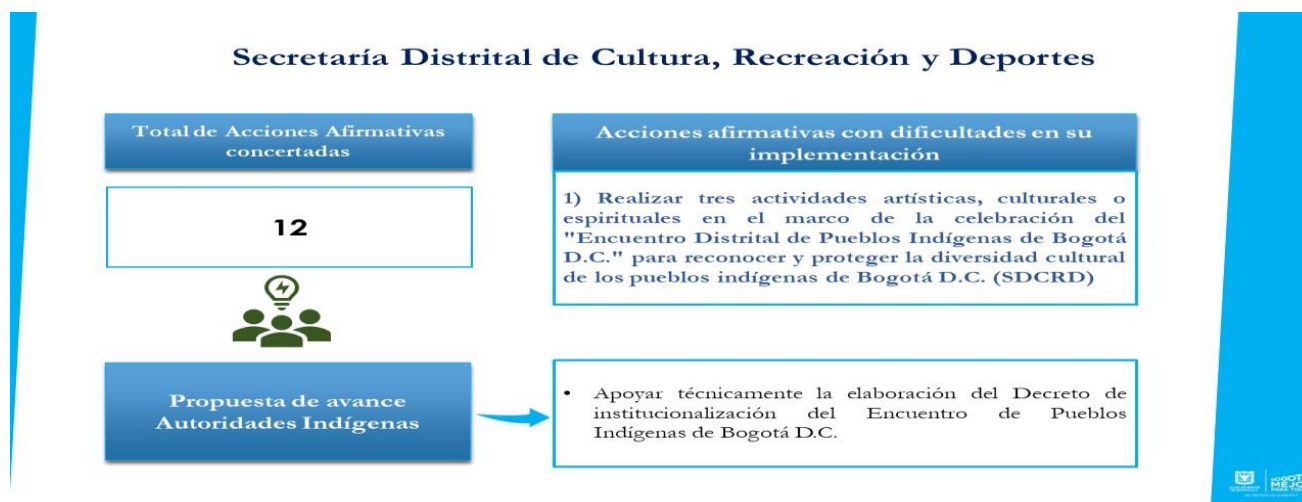 Secretaría Distrital de Cultura, Recreación y Deportes
Total de Acciones Afirmativas
concertadas
12
Acciones afirmativas con dificultades en su
implementación
1) Realizar tres actividades artísticas, culturales o
espirituales en el marco de la celebración del
"Encuentro Distrital de Pueblos Indígenas de Bogotá
D.C." para reconocer y proteger la diversidad cultural
de los pueblos indígenas de Bogotá D.C. (SDCRD)
Propuesta de avance
Autoridades Indígenas
• Apoyar técnicamente la elaboración del Decreto de
institucionalización del Encuentro de Pueblos
Indígenas de Bogotá D.C.